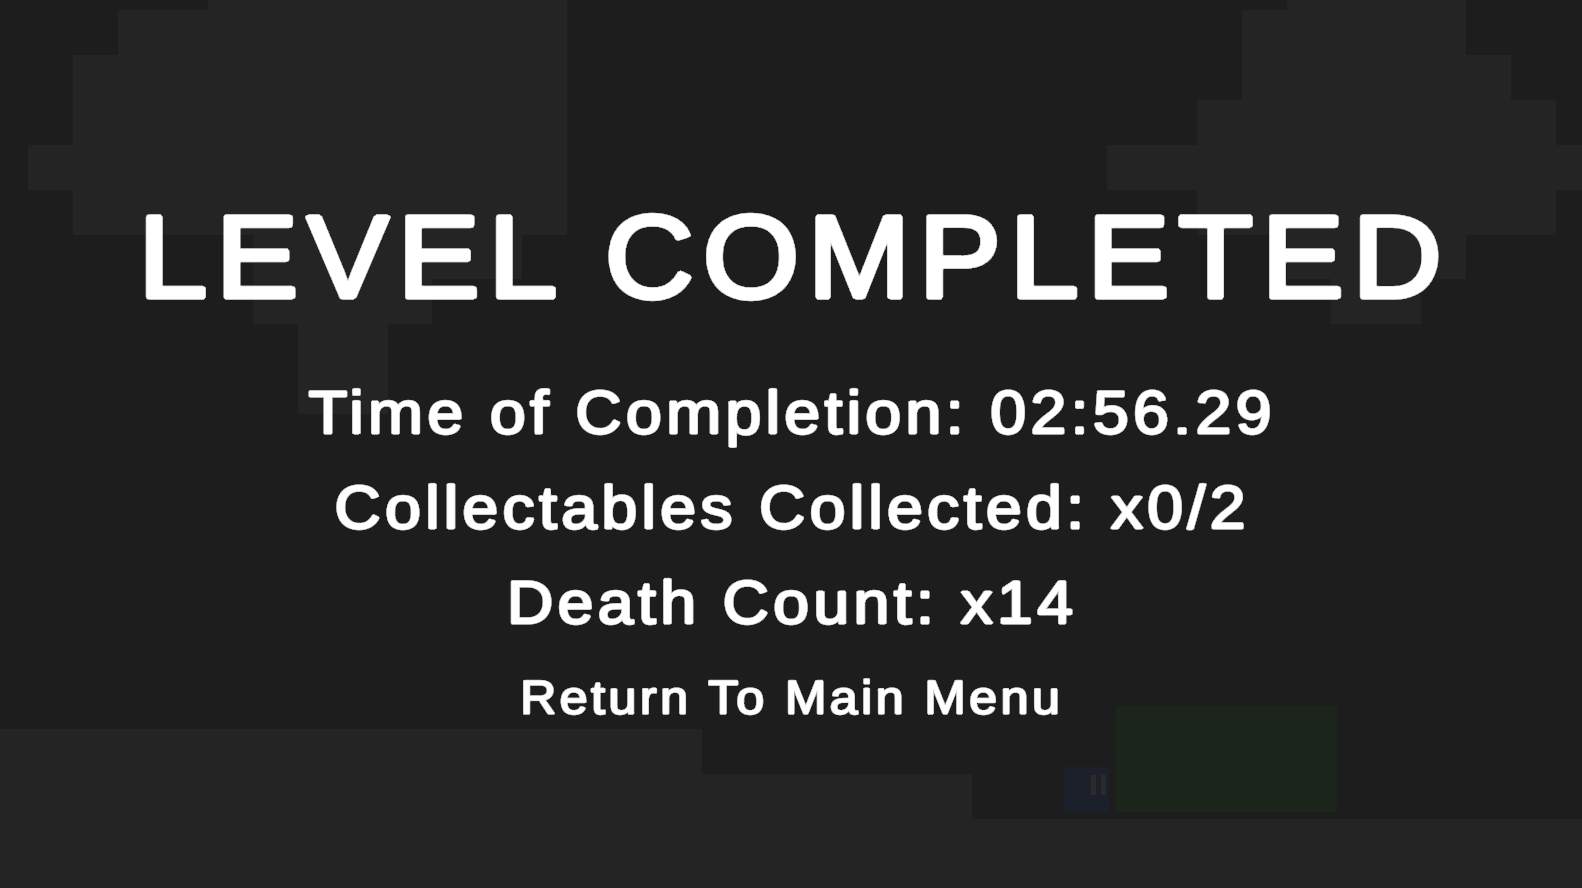 LEVEL COMPLETED
Time of Completion: 02:56.29
Collectables Collected: x0/2
Death Count: x14
Return To Main Menu